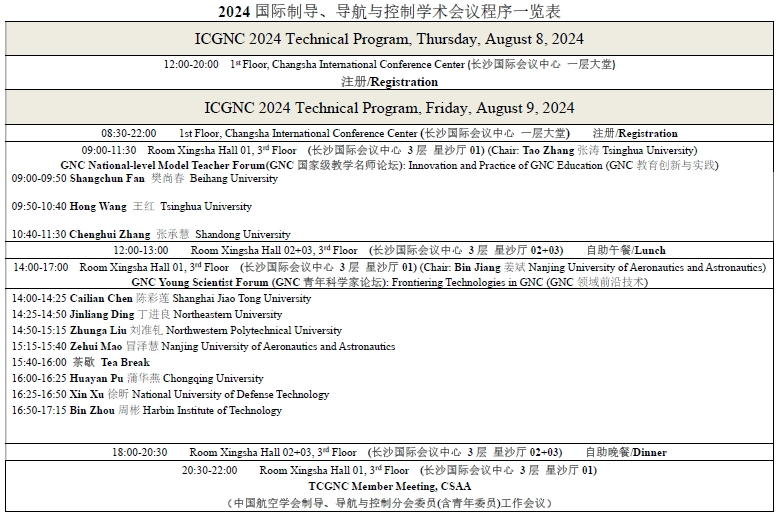 2024 国际制导、导航与控制学术会议程序一览表
ICGNC 2024 Technical Program, Thursday, August 8, 2024
12:00-20:00 1st Floor, Changsha International Conference Center (长沙国际会议中心 一层大堂)
注册/Registration
ICGNC 2024 Technical Program, Friday, August 9, 2024
08:30-22:00 1st Floor, Changsha International Conference Center (长沙国际会议中心 一层大堂) 注册/Registration
09:00-11:30 Room Xingsha Hall 01, 3rd Floor (长沙国际会议中心 3 层 星沙厅 01) (Chair: Tao Zhang 张涛 Tsinghua University)
GNC National-level Model Teacher Forum(GNC 国家级教学名师论坛): Innovation and Practice of GNC Education (GNC 教育创新与实践)
09:00-09:50 Shangchun Fan 樊尚春 Beihang University
09:50-10:40 Hong Wang 王红 Tsinghua University
10:40-11:30 Chenghui Zhang 张承慧 Shandong University
12:00-13:00 Room Xingsha Hall 02+03, 3rd Floor (长沙国际会议中心 3 层 星沙厅 02+03) 自助午餐/Lunch
14:00-17:00 Room Xingsha Hall 01, 3rd Floor (长沙国际会议中心 3 层 星沙厅 01) (Chair: Bin Jiang 姜斌 Nanjing University of Aeronautics and Astronautics)
GNC Young Scientist Forum (GNC 青年科学家论坛): Frontiering Technologies in GNC (GNC 领域前沿技术)
14:00-14:25 Cailian Chen 陈彩莲 Shanghai Jiao Tong University
14:25-14:50 Jinliang Ding 丁进良 Northeastern University
14:50-15:15 Zhunga Liu 刘准钆 Northwestern Polytechnical University
15:15-15:40 Zehui Mao 冒泽慧 Nanjing University of Aeronautics and Astronautics
15:40-16:00 茶歇 Tea Break
16:00-16:25 Huayan Pu 蒲华燕 Chongqing University
16:25-16:50 Xin Xu 徐昕 National University of Defense Technology
16:50-17:15 Bin Zhou 周彬 Harbin Institute of Technology
18:00-20:30 Room Xingsha Hall 02+03, 3rd Floor (长沙国际会议中心 3 层 星沙厅 02+03) 自助晚餐/Dinner
20:30-22:00 Room Xingsha Hall 01, 3rd Floor (长沙国际会议中心 3 层 星沙厅 01)
TCGNC Member Meeting, CSAA
（中国航空学会制导、导航与控制分会委员(含青年委员)工作会议）